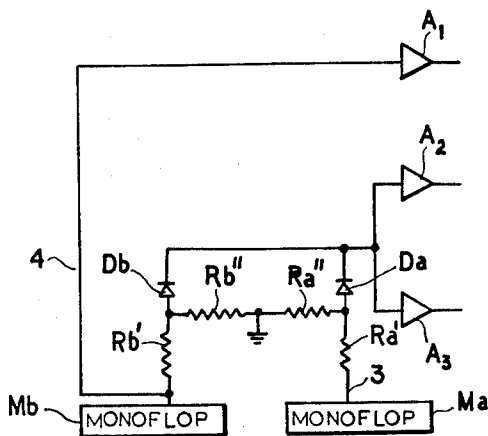 A1
A2
4
Db
Rb"
Ra"
Da
Rb'
Ra'
A3
3
Mb
MONOFLOP
MONOFLOP
Ma